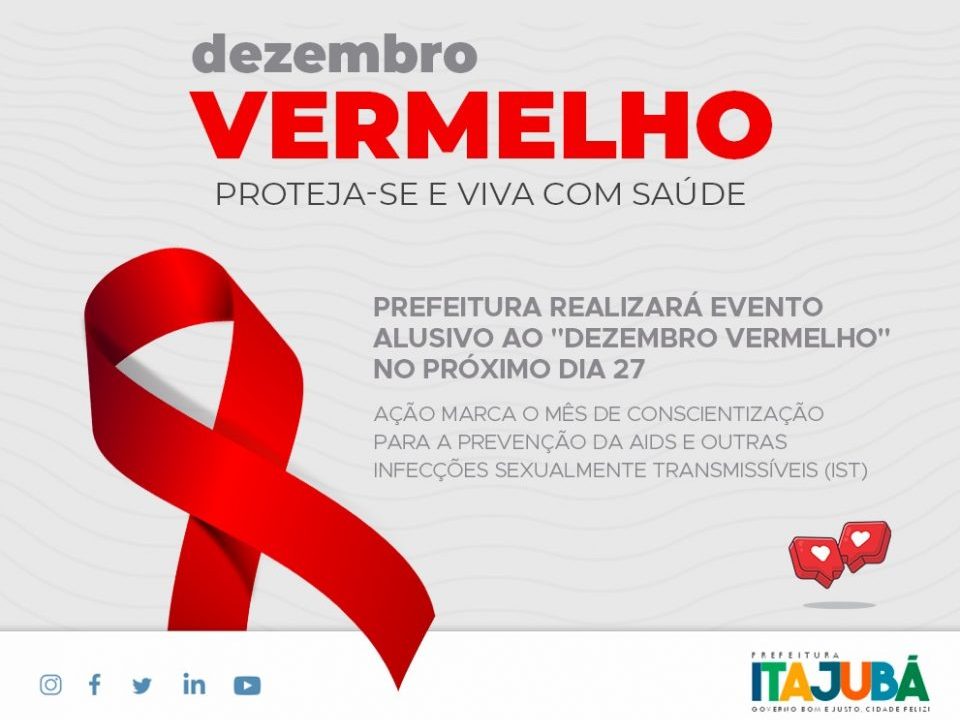 dezembro
VERMELHO
PROTEJA-SE E VIVA COM SAÚDE
PREFEITURA REALIZARÁ EVENTO
ALUSIVO AO "DEZEMBRO VERMELHO"
NO PRÓXIMO DIA 27
AÇÃO MARCA O MÊS DE CONSCIENTIZAÇÃO
PARA A PREVENÇÃO DA AIDS E OUTRAS
INFECÇÕES SEXUALMENTE TRANSMISSÍVEIS (IST)
PREFEITURA
ITAJUBÁ
GOVERNO BOM E JUSTO, CIDADE FELIZ!